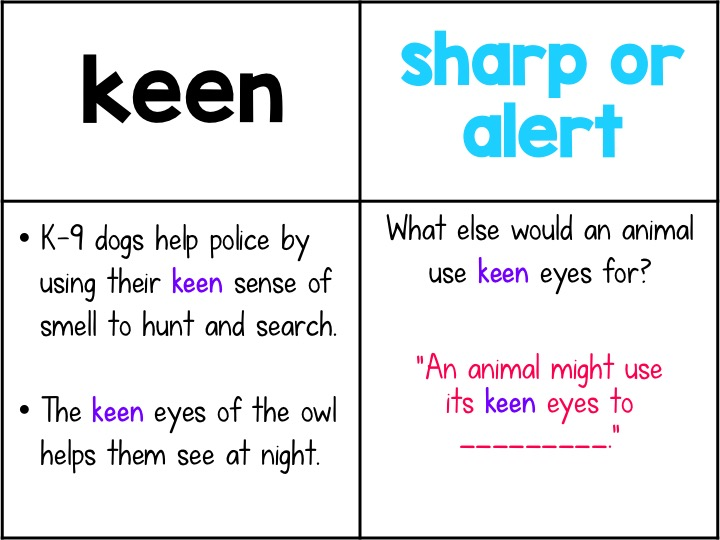 keen
sharp or
alert
• K-9 dogs help police by
using their keen sense of
smell to hunt and search.
• The keen eyes of the owl
helps them see at night.
What else would an animal
use keen eyes for?
"An animal might use
its keen eyes to
_________."